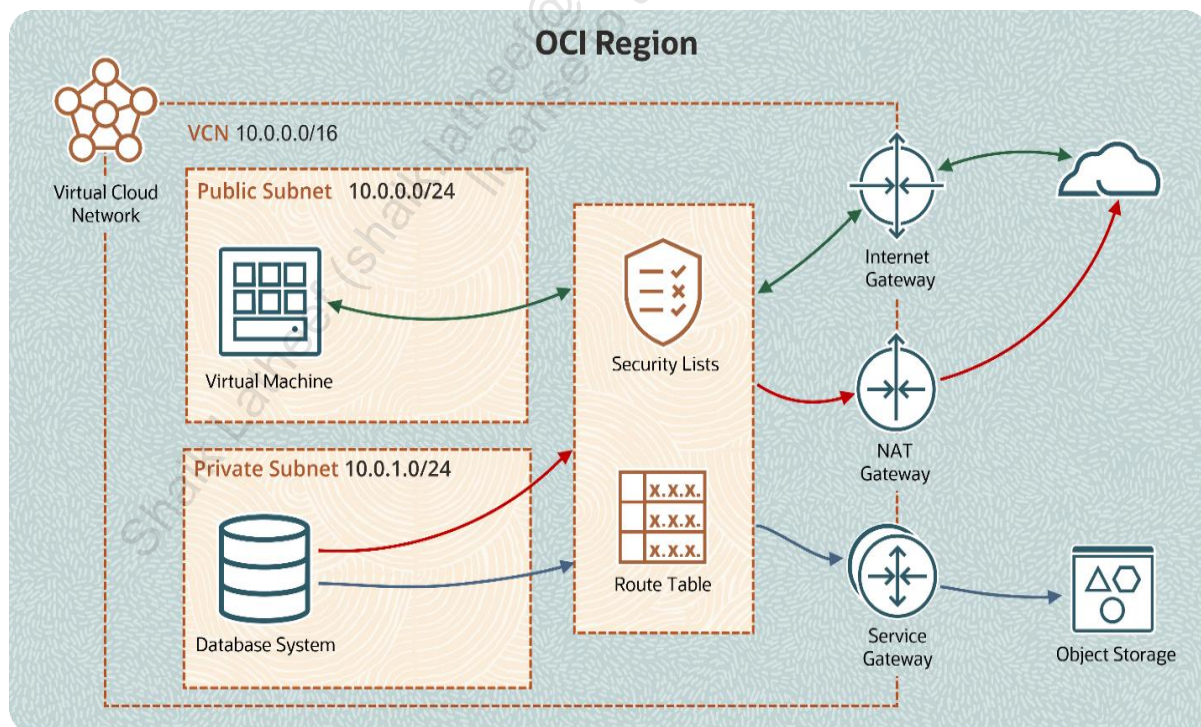 OCI Region
Virtual Cloud
Network
VCN 10.0.0.0/16
Public Subnet 10.0.0.0/24
Virtual Machine
Private Subnet 10.0.1.0/24
Database System
Security Lists
x.x.x.
x.x.x.
x.x.x.
Route Table
Internet
Gateway
NAT
Gateway
Service
Gateway
Object Storage
license